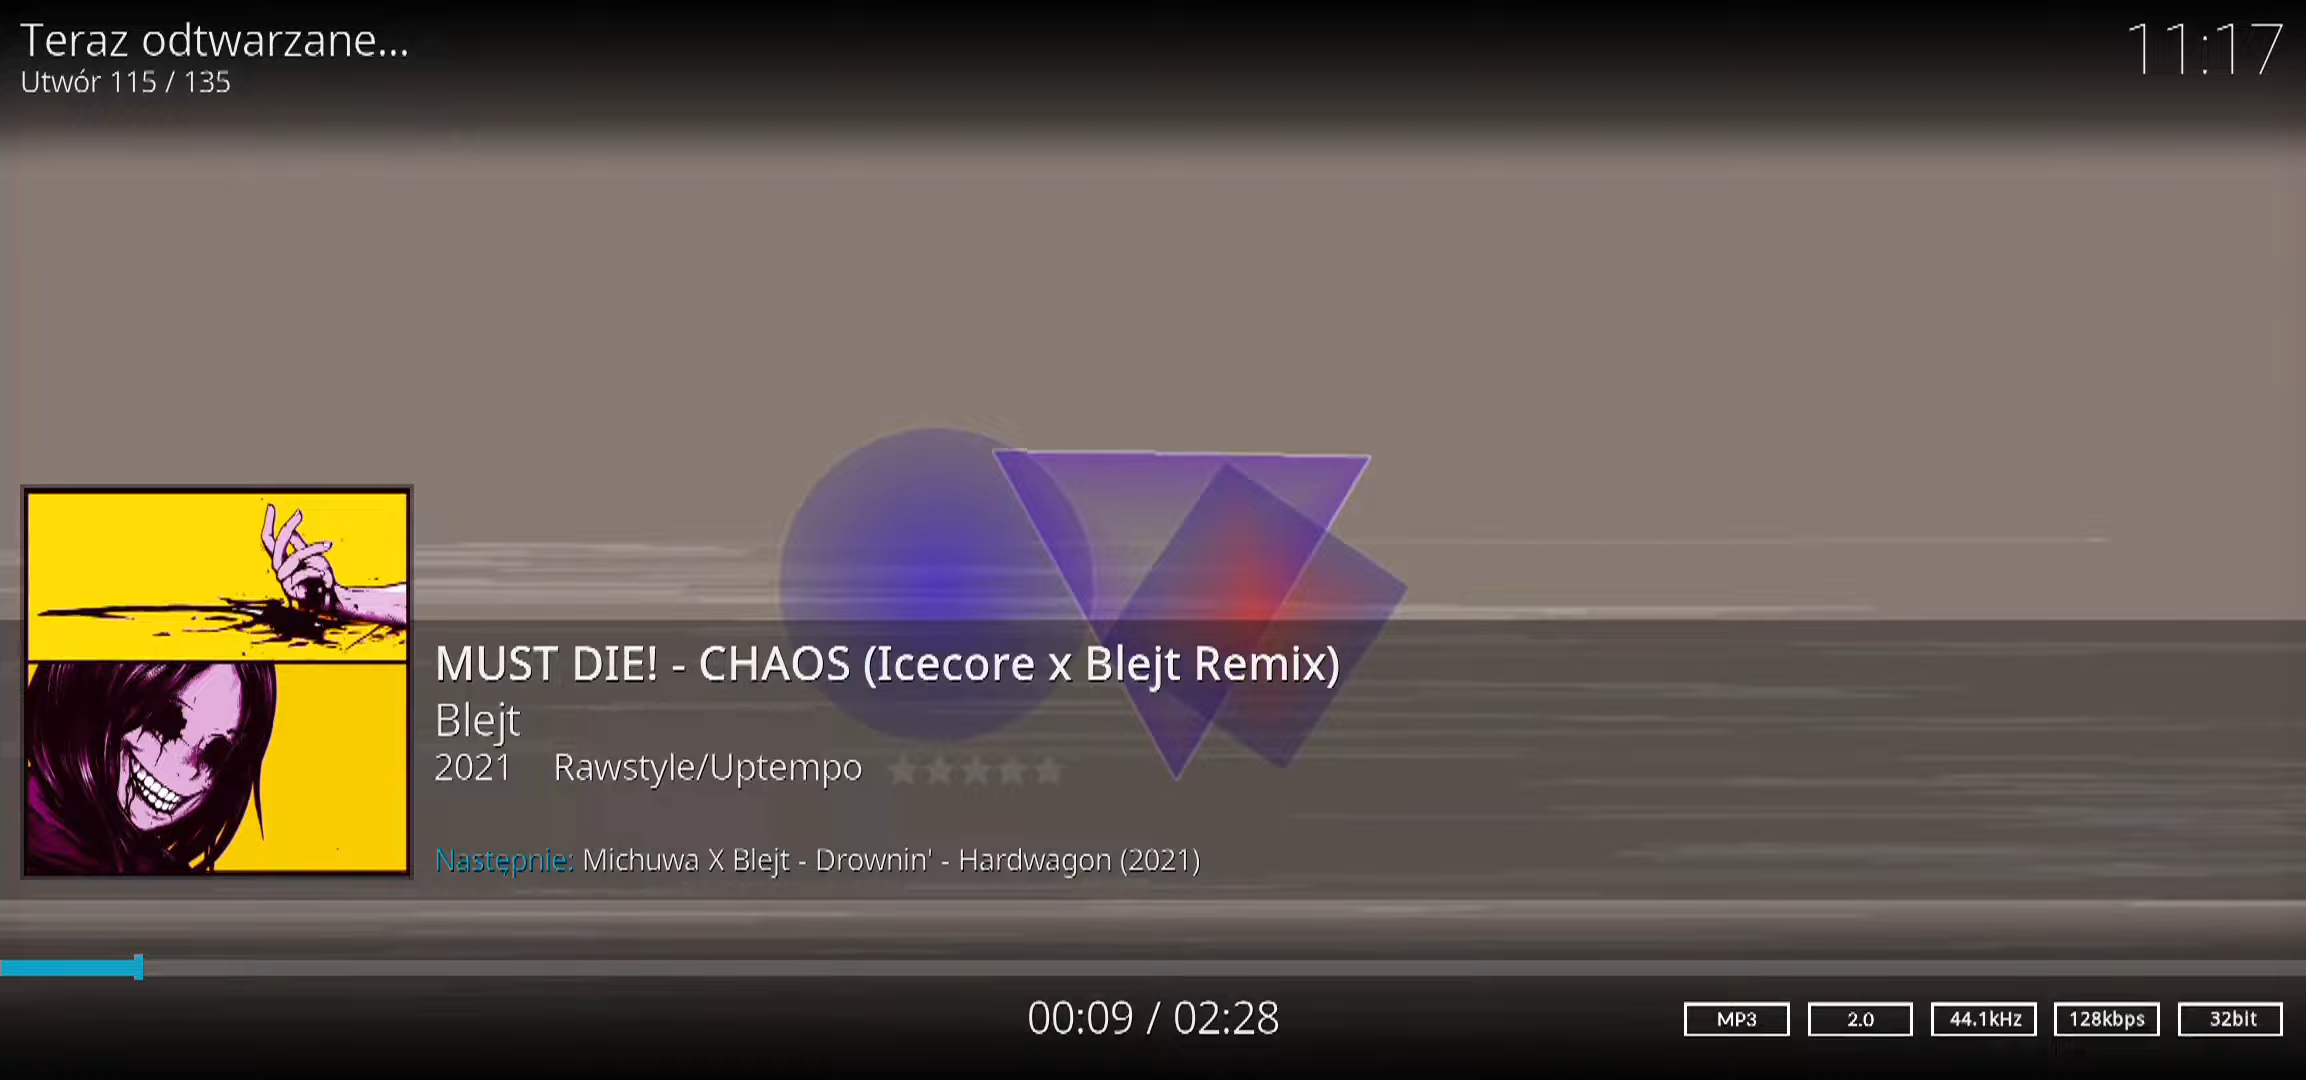 Teraz odtwarzane...
11:17
Utwór 115 / 135
MUST DIE! - CHAOS (Icecore x Blejt Remix)
Blejt
2021 Rawstyle/Uptempo
Następnie: Michuwa X Blejt - Drownin' - Hardwagon (2021)
00:09 / 02:28
MP3 2.0 44.1kHz 128kbps 32bit